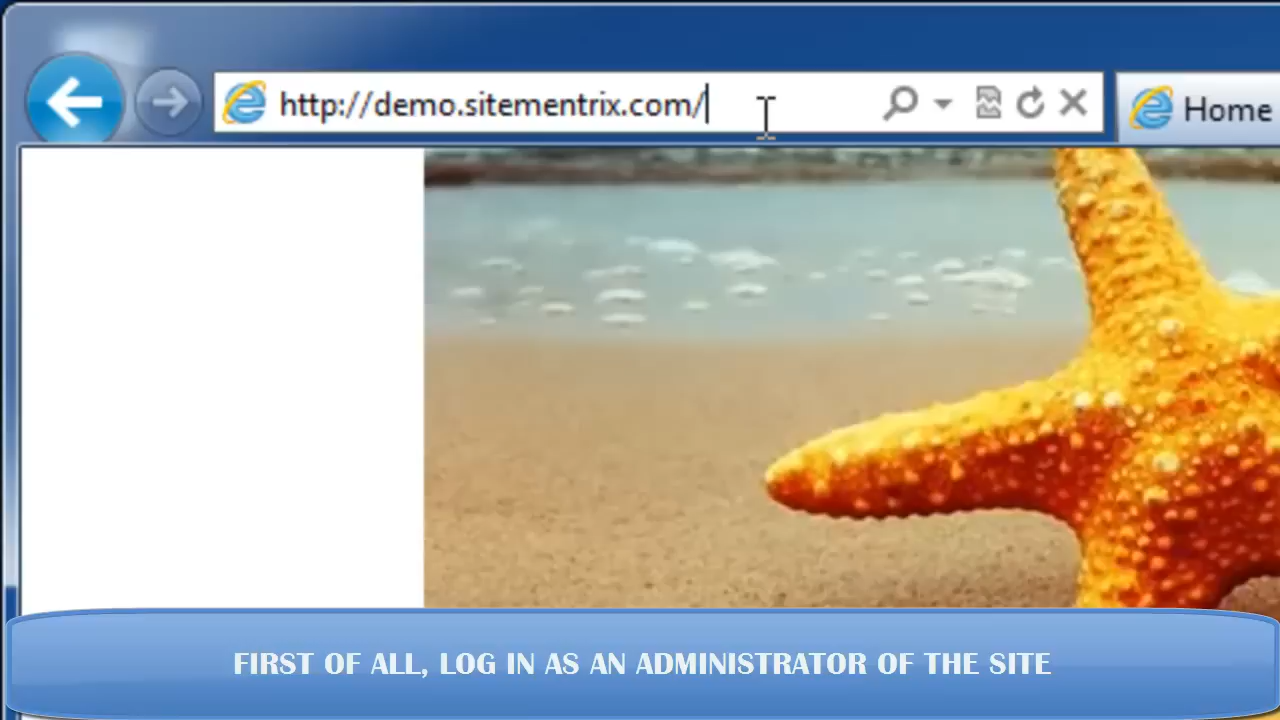 http://demo.sitementrix.com/
Home
FIRST OF ALL, LOG IN AS AN ADMINISTRATOR OF THE SITE